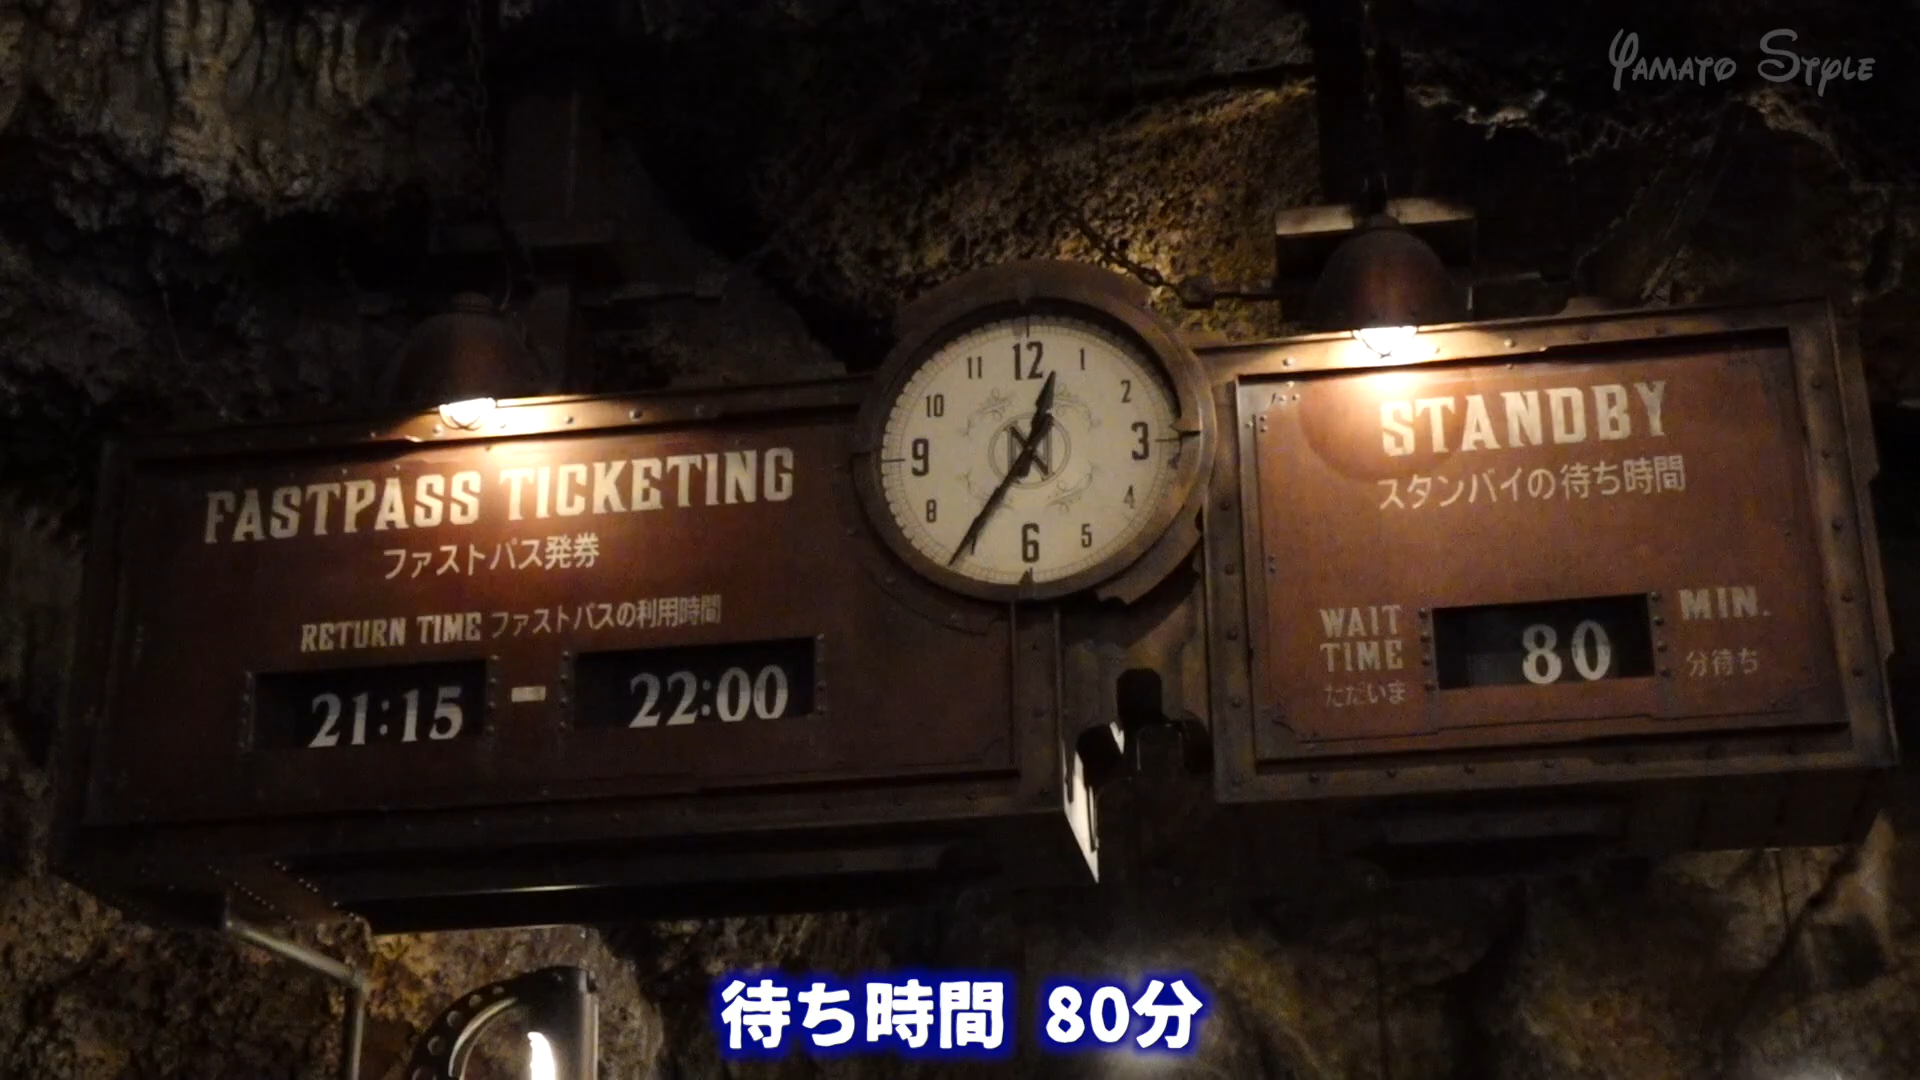 Yamato Style
FASTPASS TICKETING
ファストパス発券
RETURN TIME ファストパスの利用時間
21:15 - 22:00
12
1
2
3
4
5
6
8
9
10
11
N
STANDBY
スタンバイの待ち時間
WAIT TIME
ただいま
80
MIN.
分待ち
待ち時間 80分